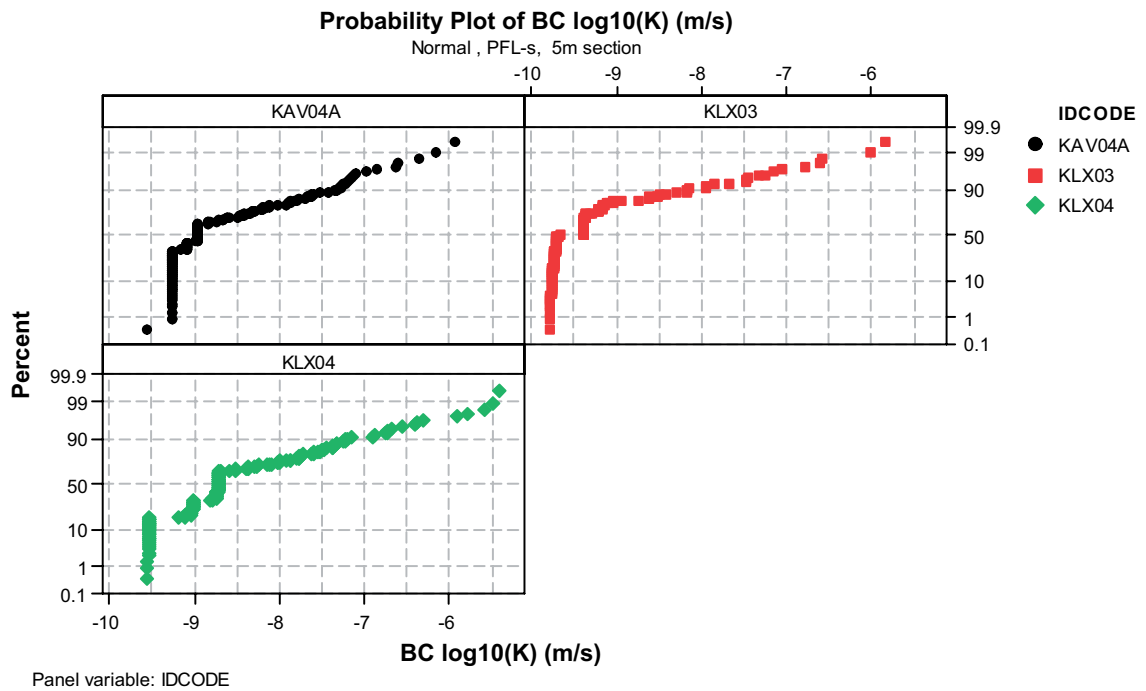 Probability Plot of BC log10(K) (m/s)
Normal , PFL-s, 5m section
-10 -9 -8 -7 -6
KAV04A KLX03
IDCODE
KAV04A
KLX03
KLX04
99.9
99
90
50
10
1
0.1
KLX04
99.9
99
90
50
10
1
0.1
Percent
-10 -9 -8 -7 -6
BC log10(K) (m/s)
Panel variable: IDCODE